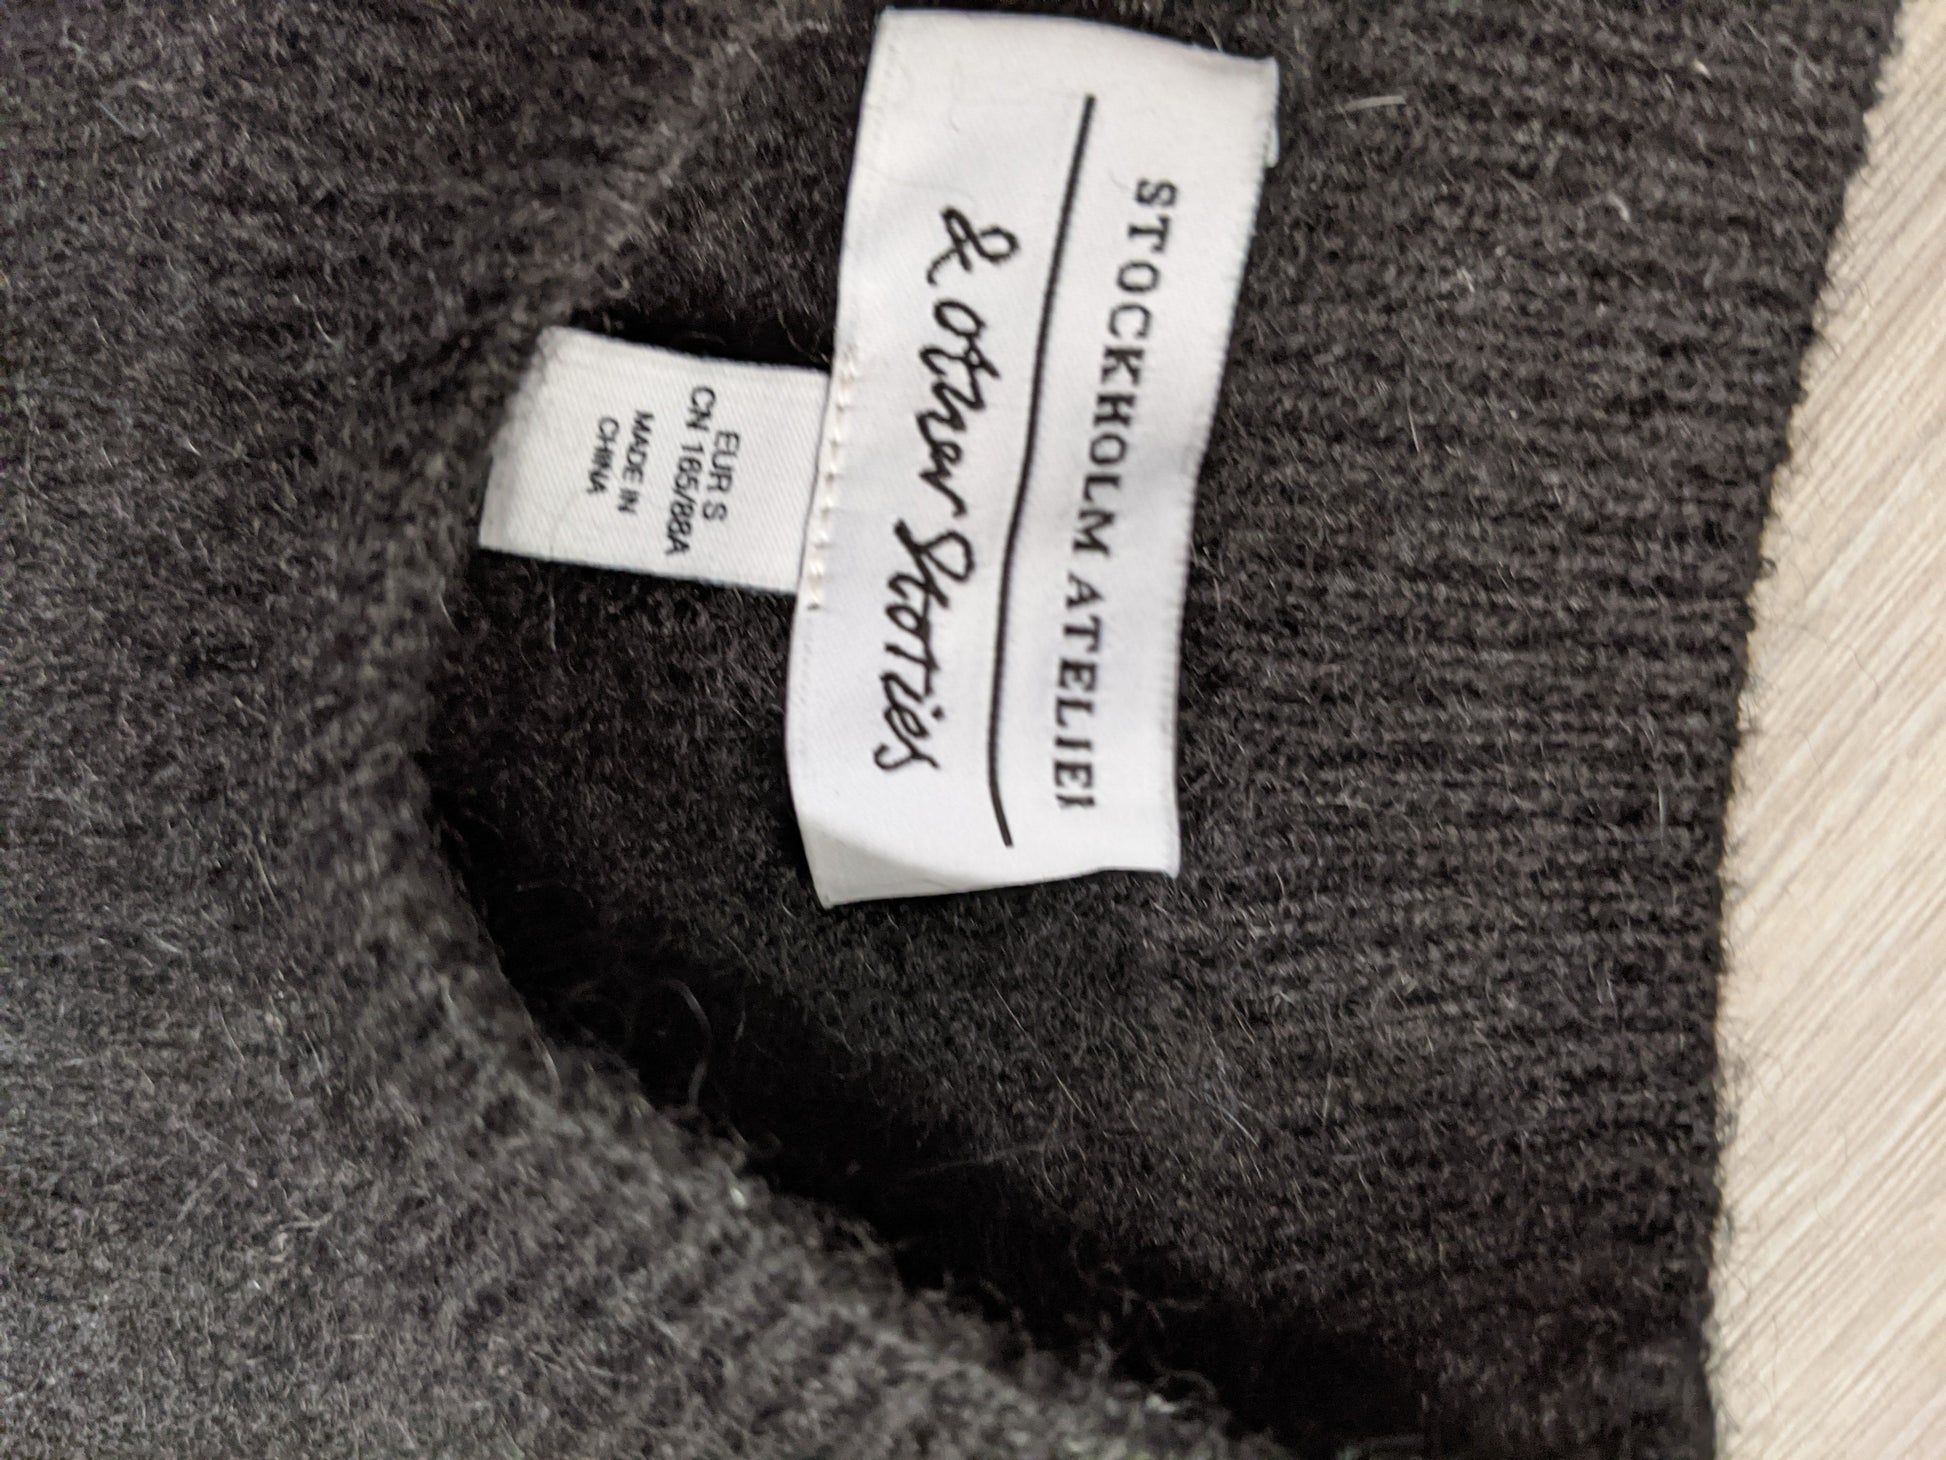 STOCKHOLM ATELIER
& other Stories
EUR S
CN 165/88A
MADE IN
CHINA